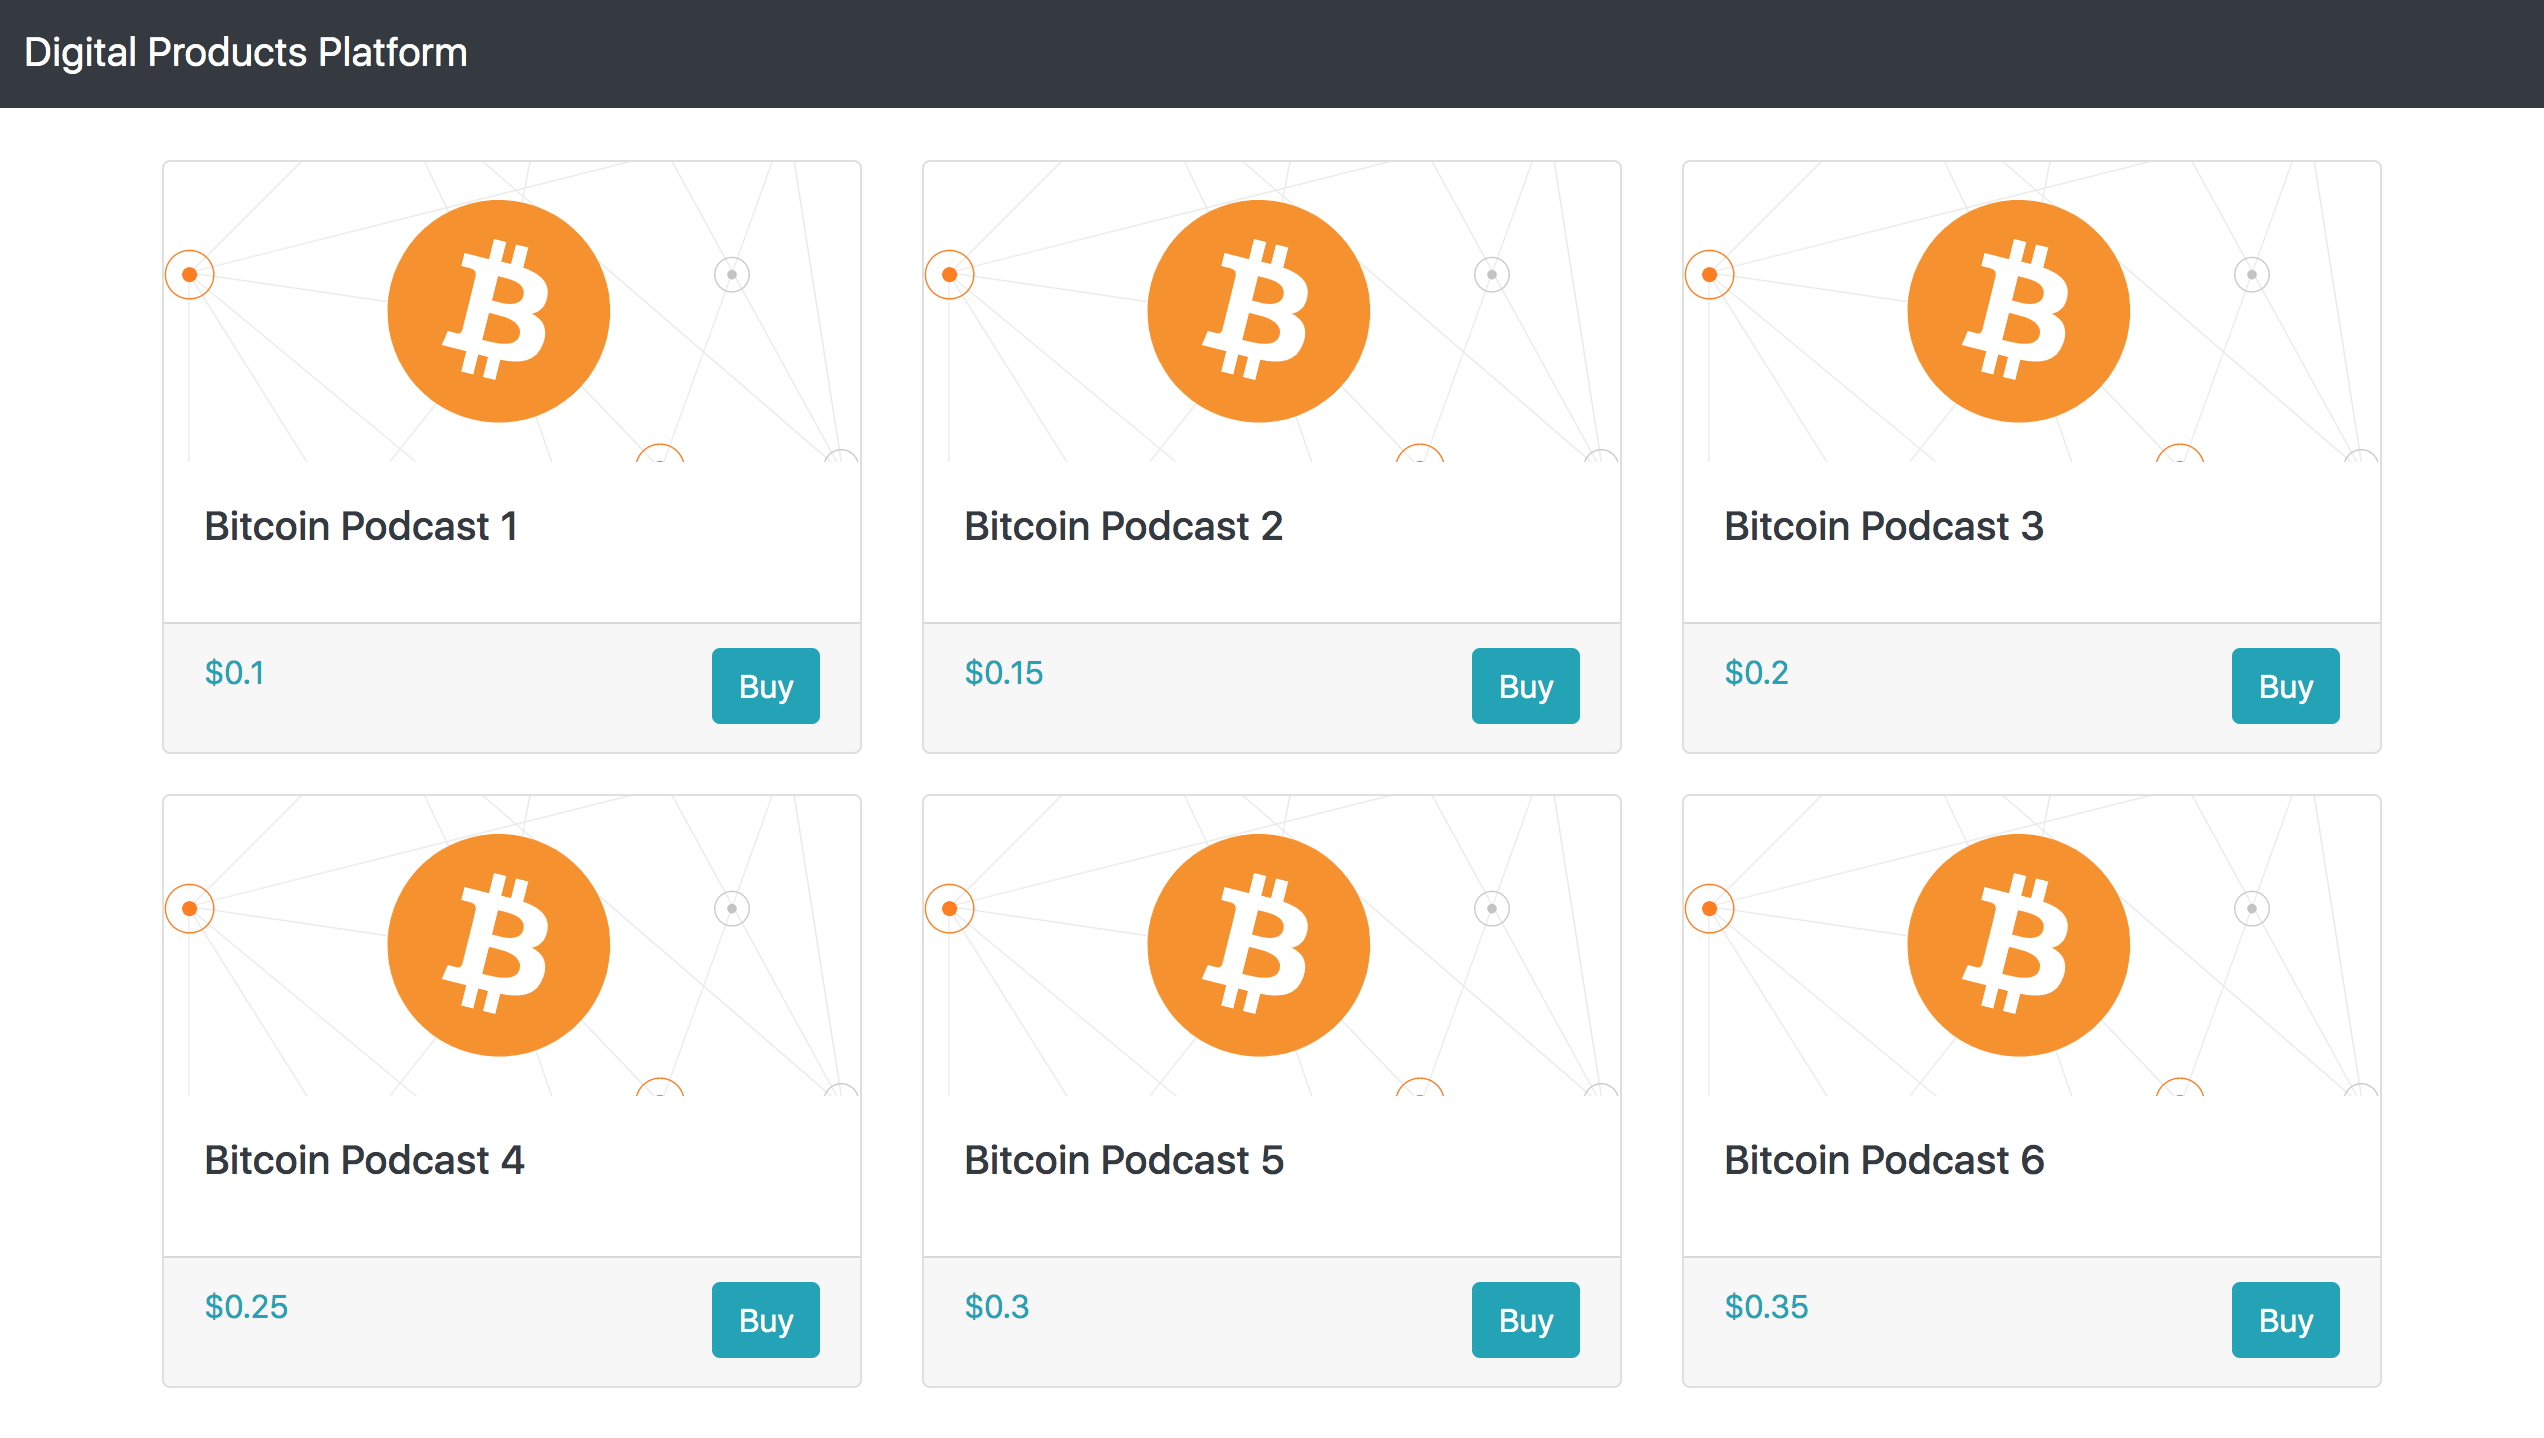 Digital Products Platform
Bitcoin Podcast 1
$0.1
Buy
Bitcoin Podcast 2
$0.15
Buy
Bitcoin Podcast 3
$0.2
Buy
Bitcoin Podcast 4
$0.25
Buy
Bitcoin Podcast 5
$0.3
Buy
Bitcoin Podcast 6
$0.35
Buy